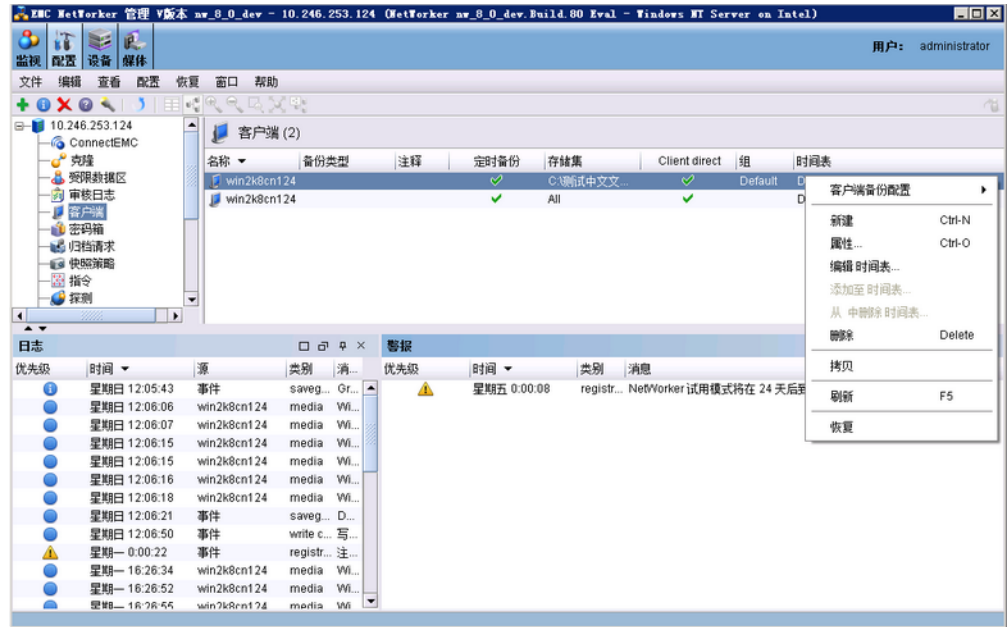 EMC NetWorker 管理 V版本 nw_8_0_dev - 10.246.253.124 (NetWorker nw_8_0_dev.Build.80 Eval - Windows NT Server on Intel)
监视 配置 设备 媒体 用户: administrator
文件 编辑 查看 配置 恢复 窗口 帮助
10.246.253.124
ConnectEMC
克隆
受限数据区
审核日志
客户端
密码箱
归档请求
快照策略
指令
探测
客户端 (2)
名称 备份类型 注释 定时备份 存储集 Client direct 组 时间表
win2k8cn124 C:\测试中文文... Default D
win2k8cn124 All D
客户端备份配置
新建 Ctrl-N
属性... Ctrl-O
编辑 时间表...
添加至 时间表...
从 中删除 时间表...
删除 Delete
拷贝
刷新 F5
恢复
日志
优先级 时间 源 类别 消...
星期日 12:05:43 事件 saveg... Gr...
星期日 12:06:06 win2k8cn124 media Wi...
星期日 12:06:07 win2k8cn124 media Wi...
星期日 12:06:15 win2k8cn124 media Wi...
星期日 12:06:15 win2k8cn124 media Wi...
星期日 12:06:16 win2k8cn124 media Wi...
星期日 12:06:18 win2k8cn124 media Wi...
星期日 12:06:21 事件 saveg... D...
星期日 12:06:50 事件 write c... 写...
星期一 0:00:22 事件 registr... 注...
星期一 16:26:34 win2k8cn124 media Wi...
星期一 16:26:52 win2k8cn124 media Wi...
星期一 16:26:55 win2k8cn124 media Wi
警报
优先级 时间 类别 消息
星期五 0:00:08 registr... NetWorker 试用模式将在 24 天后到